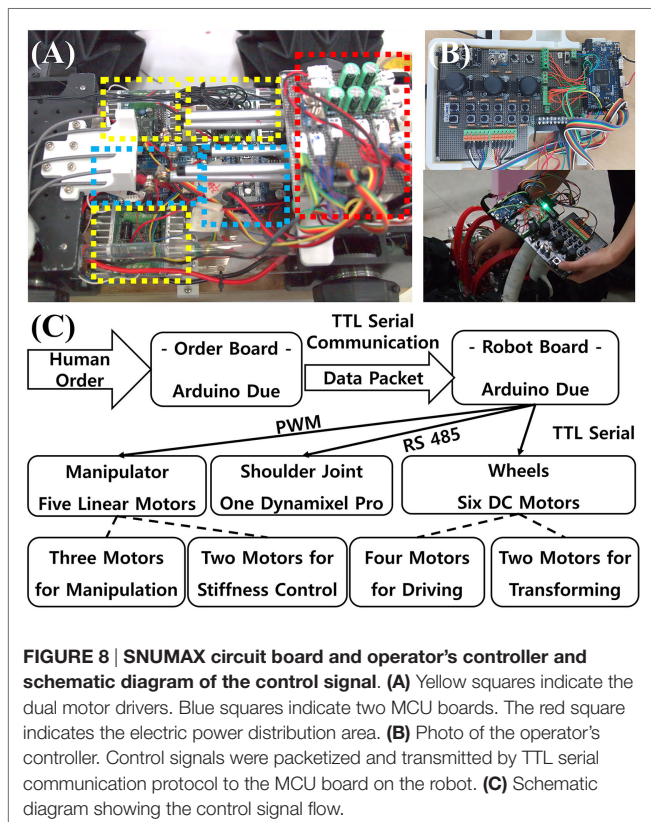 (A)
(B)
(C)
Human
Order
- Order Board -
Arduino Due
TTL Serial
Communication
Data Packet
- Robot Board -
Arduino Due
PWM
RS 485
TTL Serial
Manipulator
Five Linear Motors
Shoulder Joint
One Dynamixel Pro
Wheels
Six DC Motors
Three Motors
for Manipulation
Two Motors for
Stiffness Control
Four Motors
for Driving
Two Motors for
Transforming
FIGURE 8 | SNUMAX circuit board and operator's controller and
schematic diagram of the control signal. (A) Yellow squares indicate the
dual motor drivers. Blue squares indicate two MCU boards. The red square
indicates the electric power distribution area. (B) Photo of the operator's
controller. Control signals were packetized and transmitted by TTL serial
communication protocol to the MCU board on the robot. (C) Schematic
diagram showing the control signal flow.